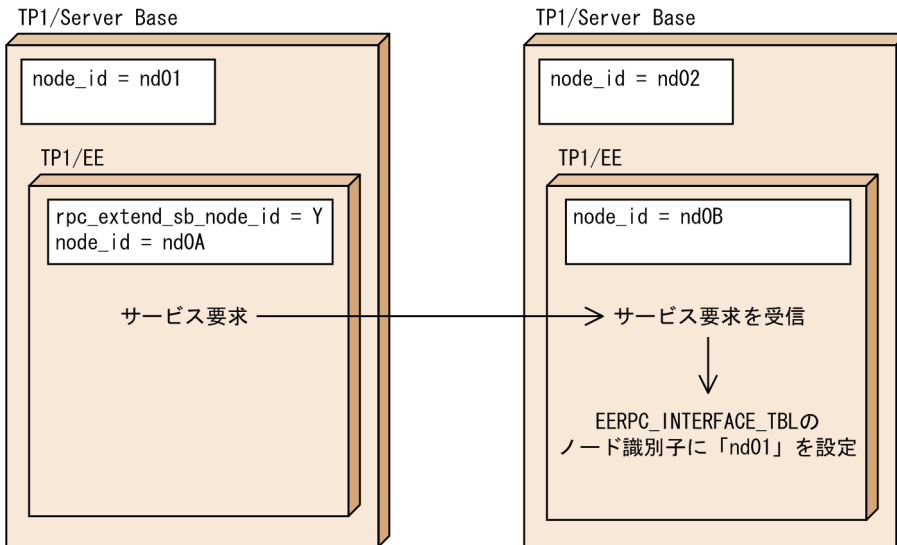 TP1/Server Base
node_id = nd01
TP1/EE
rpc_extend_sb_node_id = Y
node_id = nd0A
サービス要求
TP1/Server Base
node_id = nd02
TP1/EE
node_id = nd0B
サービス要求を受信
EERPC_INTERFACE_TBLの
ノード識別子に「nd01」を設定